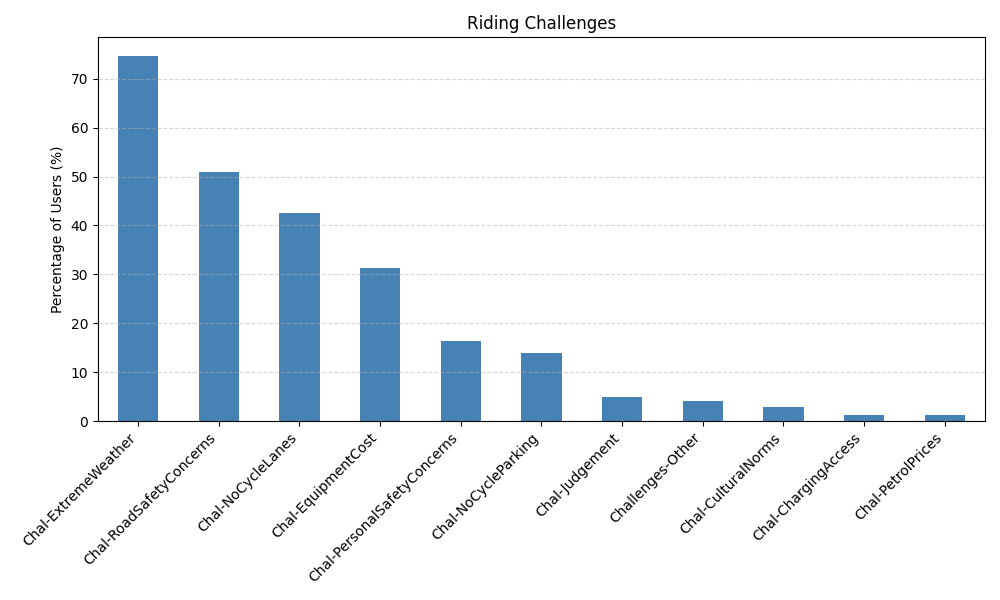 Riding Challenges
Percentage of Users (%)
70
60
50
40
30
20
10
0
Chal-ExtremeWeather
Chal-RoadSafetyConcerns
Chal-NoCycleLanes
Chal-EquipmentCost
Chal-PersonalSafetyConcerns
Chal-NoCycleParking
Chal-Judgement
Challenges-Other
Chal-CulturalNorms
Chal-ChargingAccess
Chal-PetrolPrices